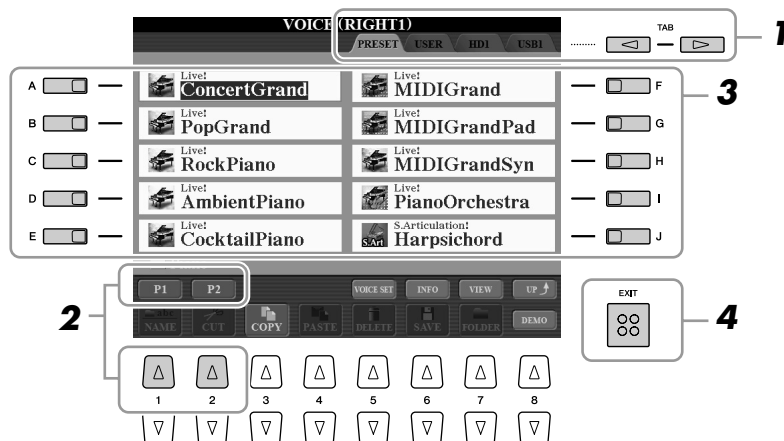 VOICE (RIGHT1)
PRESET USER HD1 USB1
TAB
1
A Live! ConcertGrand Live! MIDIGrand F
3
B Live! PopGrand Live! MIDIGrandPad G
C Live! RockPiano Live! MIDIGrandSyn H
D Live! AmbientPiano Live! PianoOrchestra I
E Live! CocktailPiano S.Art S.Articulation! Harpsichord J
P1 P2 VOICE SET INFO VIEW UP
2
NAME CUT COPY PASTE DELETE SAVE FOLDER DEMO
EXIT
4
1 2 3 4 5 6 7 8